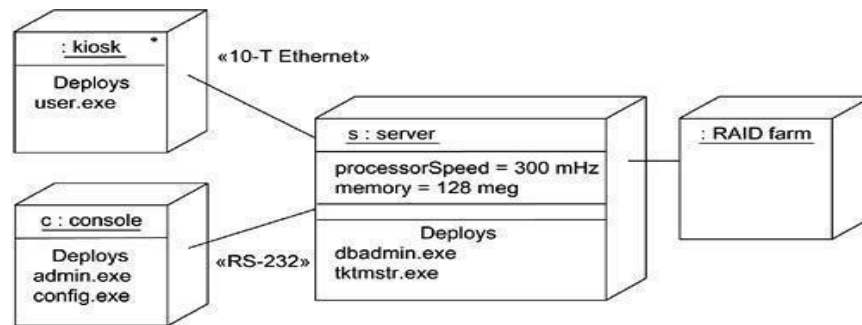 : kiosk *
Deploys
user.exe
«10-T Ethernet»
s : server
processorSpeed = 300 mHz
memory = 128 meg
Deploys
dbadmin.exe
tktmstr.exe
: RAID farm
c : console
Deploys
admin.exe
config.exe
«RS-232»